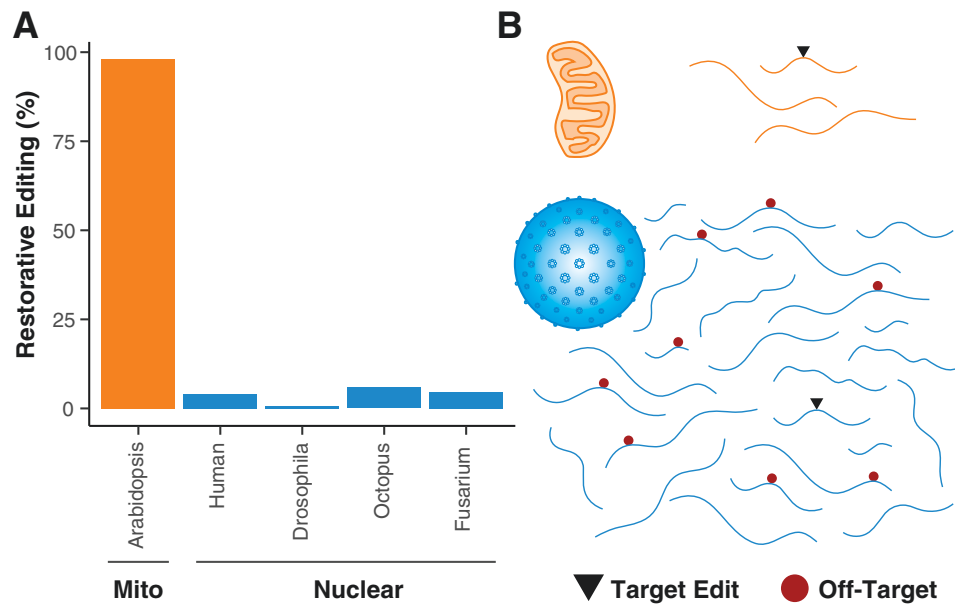 A
B
Restorative Editing (%)
100
75
50
25
0
Arabidopsis
Human
Drosophila
Octopus
Fusarium
Mito
Nuclear
Target Edit
Off-Target